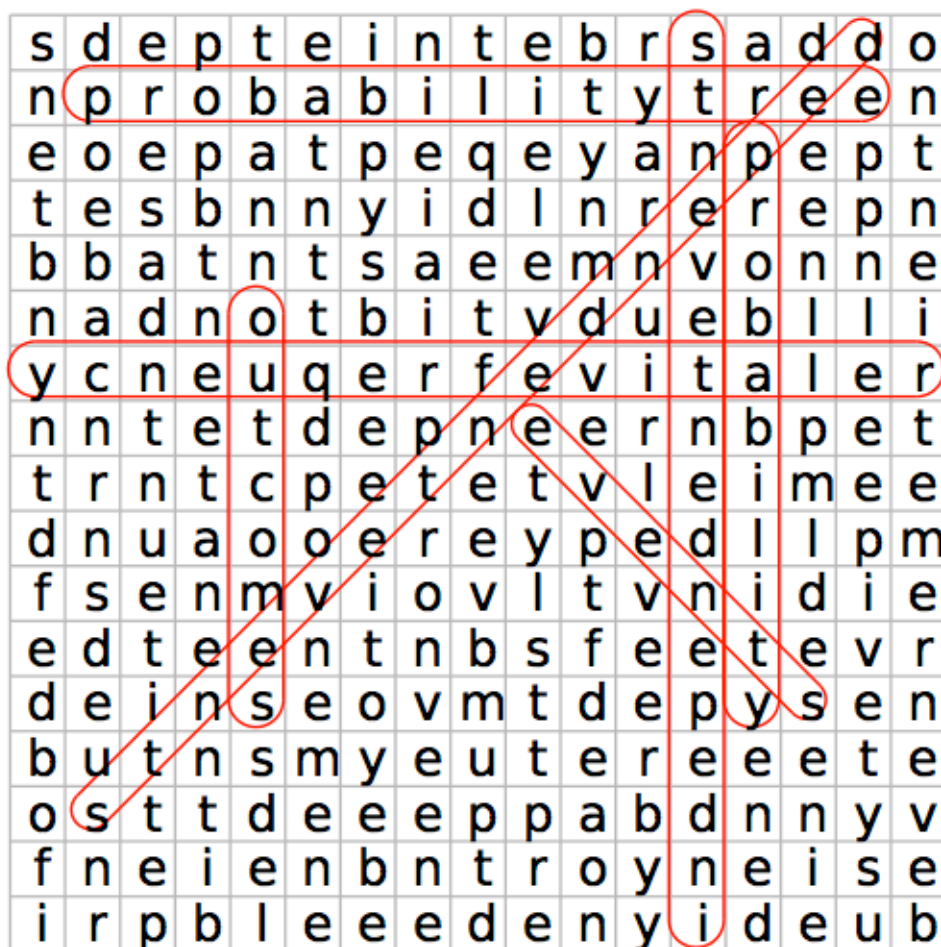 s d e p t e i n t e b r s a d d o
n p r o b a b i l i t y t r e e n
e o e p a t p e q e y a n p e p t
t e s b n n y i d l n r e r e p n
b b a t n t s a e e m n v o n n e
n a d n o t b i t v d u e b l l i
y c n e u q e r f e v i t a l e r
n n t e t d e p n e e r n b p e t
t r n t c p e t e t v l e i m e e
d n u a o o e r e y p e d l l p m
f s e n m v i o v l t v n i d i e
e d t e e n t n b s f e e t e v r
d e i n s e o v m t d e p y s e n
b u t n s m y e u t e r e e e t e
o s t t d e e e p p a b d n n y v
f n e i e n b n t r o y n e i s e
i r p b l e e e d e n y i d e u b